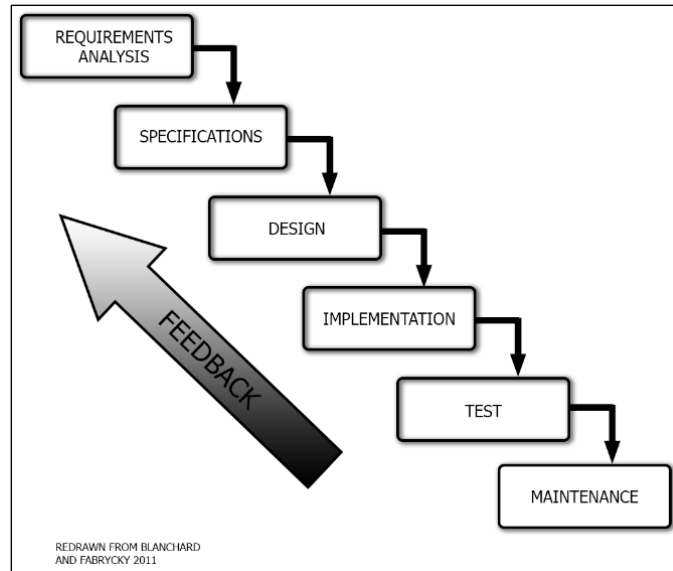 REQUIREMENTS
ANALYSIS
SPECIFICATIONS
DESIGN
IMPLEMENTATION
TEST
MAINTENANCE
FEEDBACK
REDRAWN FROM BLANCHARD
AND FABRYCKY 2011